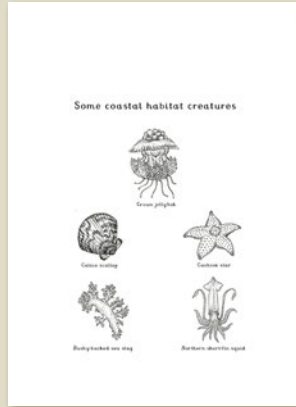 Some coastal habitat creatures
Crown jellyfish
Calico scallop Cushion star
Bushy-backed sea slug Northern shortfin squid